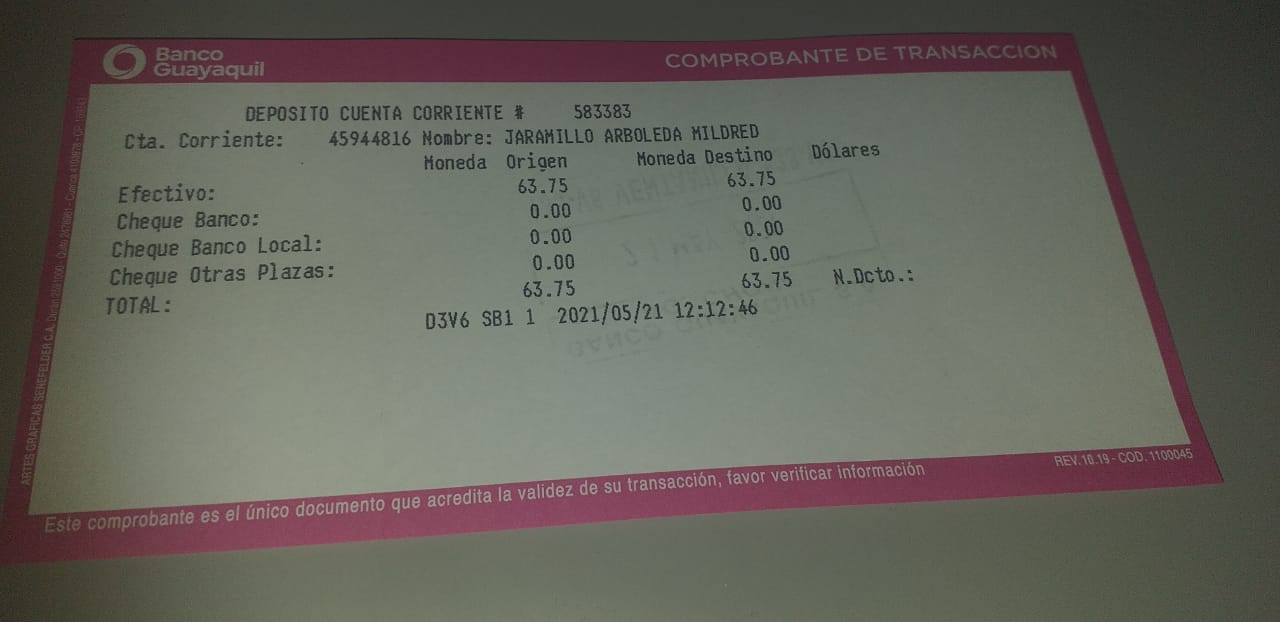 Banco
Guayaquil
COMPROBANTE DE TRANSACCION
DEPOSITO CUENTA CORRIENTE # 583383
Cta. Corriente: 45944816 Nombre: JARAMILLO ARBOLEDA MILDRED
Moneda Origen Moneda Destino Dólares
Efectivo: 63.75 63.75
Cheque Banco: 0.00 0.00
Cheque Banco Local: 0.00 0.00
Cheque Otras Plazas: 0.00 0.00
TOTAL: 63.75 63.75 N.Dcto.:
D3V6 SB1 1 2021/05/21 12:12:46
Este comprobante es el único documento que acredita la validez de su transacción, favor verificar información
REV.10.19 - COD. 1100045
ARTES GRAFICAS SENEFELDER C.A.